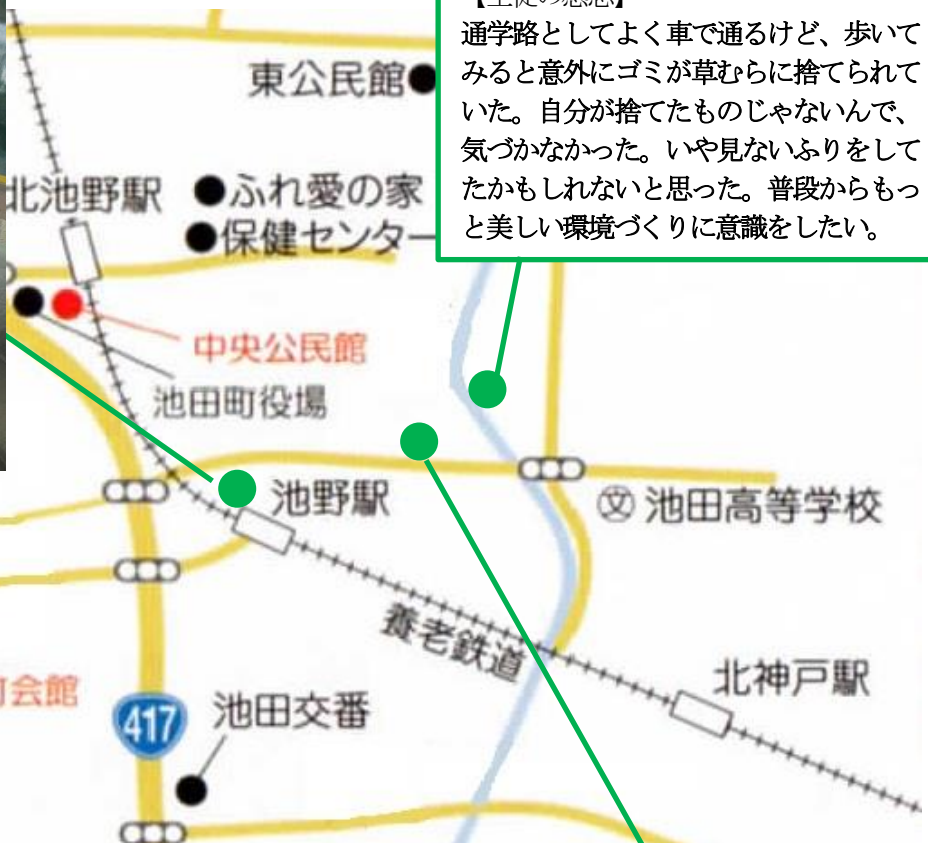 【生徒の感想】
通学路としてよく車で通るけど、歩いて
みると意外にゴミが草むらに捨てられて
いた。自分が捨てたものじゃないんで、
気づかなかった。いや見ないふりをして
たかもしれないと思った。普段からもっ
と美しい環境づくりに意識をしたい。
東公民館
北池野駅
ふれ愛の家
保健センター
中央公民館
池田町役場
池野駅
文 池田高等学校
養老鉄道
北神戸駅
町会館
417
池田交番